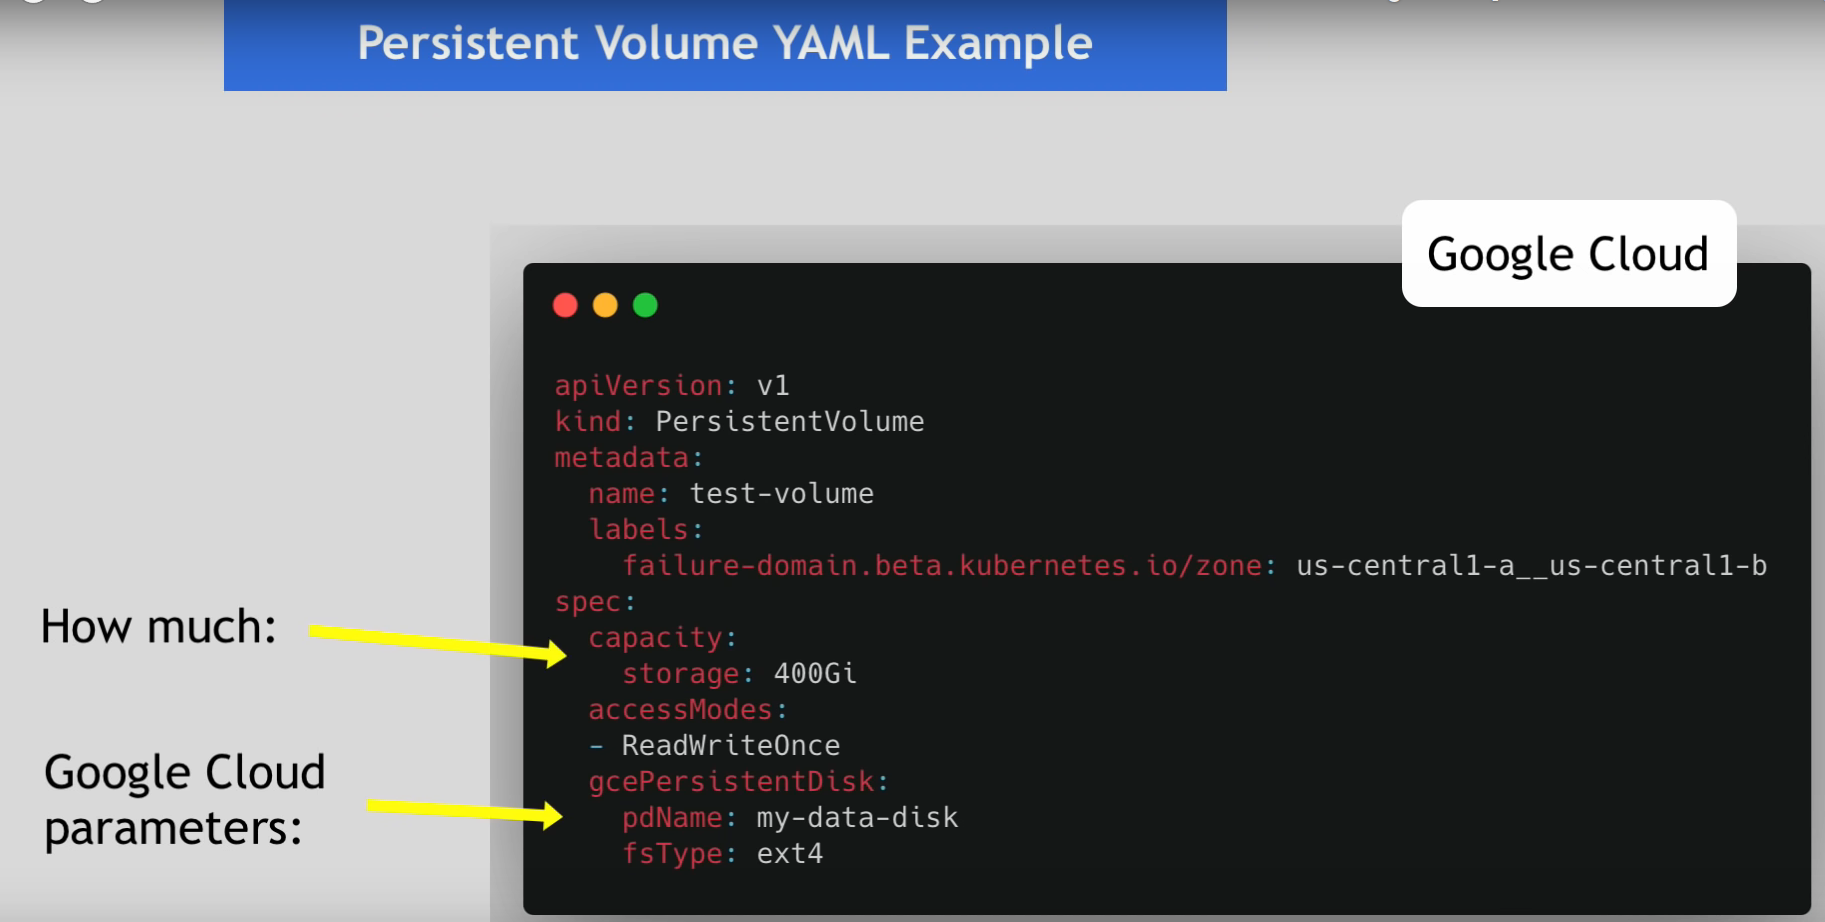 Persistent Volume YAML Example
Google Cloud
apiVersion: v1
kind: PersistentVolume
metadata:
  name: test-volume
  labels:
    failure-domain.beta.kubernetes.io/zone: us-central1-a__us-central1-b
spec:
How much:
  capacity:
    storage: 400Gi
  accessModes:
  - ReadWriteOnce
Google Cloud
parameters:
  gcePersistentDisk:
    pdName: my-data-disk
    fsType: ext4